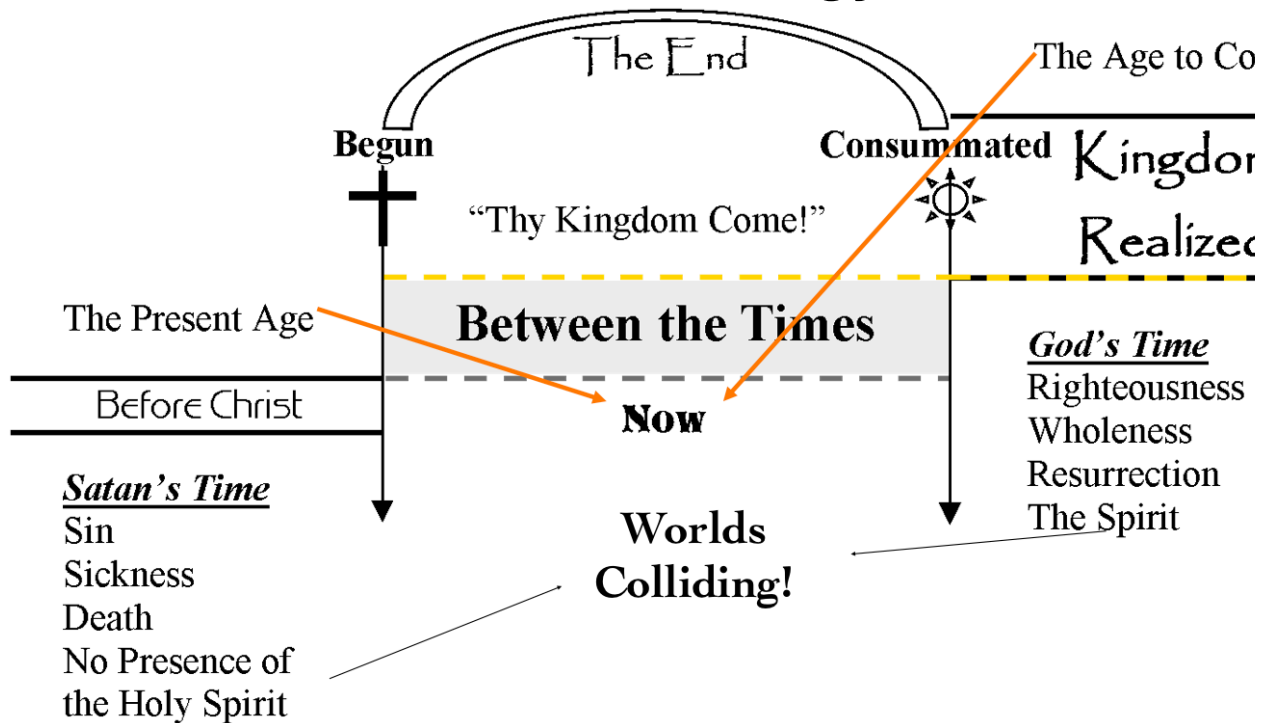 The End
The Age to Co
Begun
Consummated
Kingdor
Realized
“Thy Kingdom Come!”
The Present Age
Between the Times
Before Christ
Now
God’s Time
Righteousness
Wholeness
Resurrection
The Spirit
Satan’s Time
Sin
Sickness
Death
No Presence of
the Holy Spirit
Worlds
Colliding!